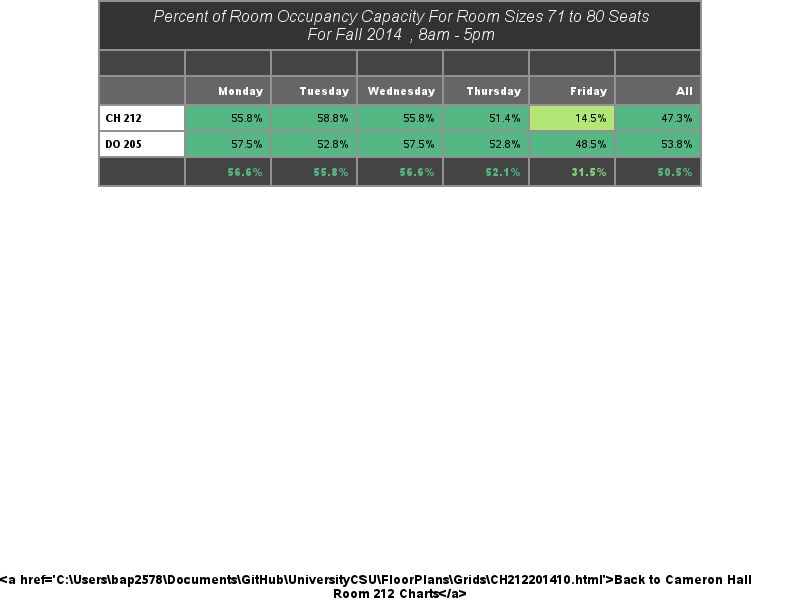 Percent of Room Occupancy Capacity For Room Sizes 71 to 80 Seats
For Fall 2014 , 8am - 5pm
Monday Tuesday Wednesday Thursday Friday All
CH 212 55.8% 58.8% 55.8% 51.4% 14.5% 47.3%
DO 205 57.5% 52.8% 57.5% 52.8% 48.5% 53.8%
56.6% 55.8% 56.6% 52.1% 31.5% 50.5%
<a href='C:\Users\bap2578\Documents\GitHub\UniversityCSU\FloorPlans\Grids\CH212201410.html'>Back to Cameron Hall
Room 212 Charts</a>